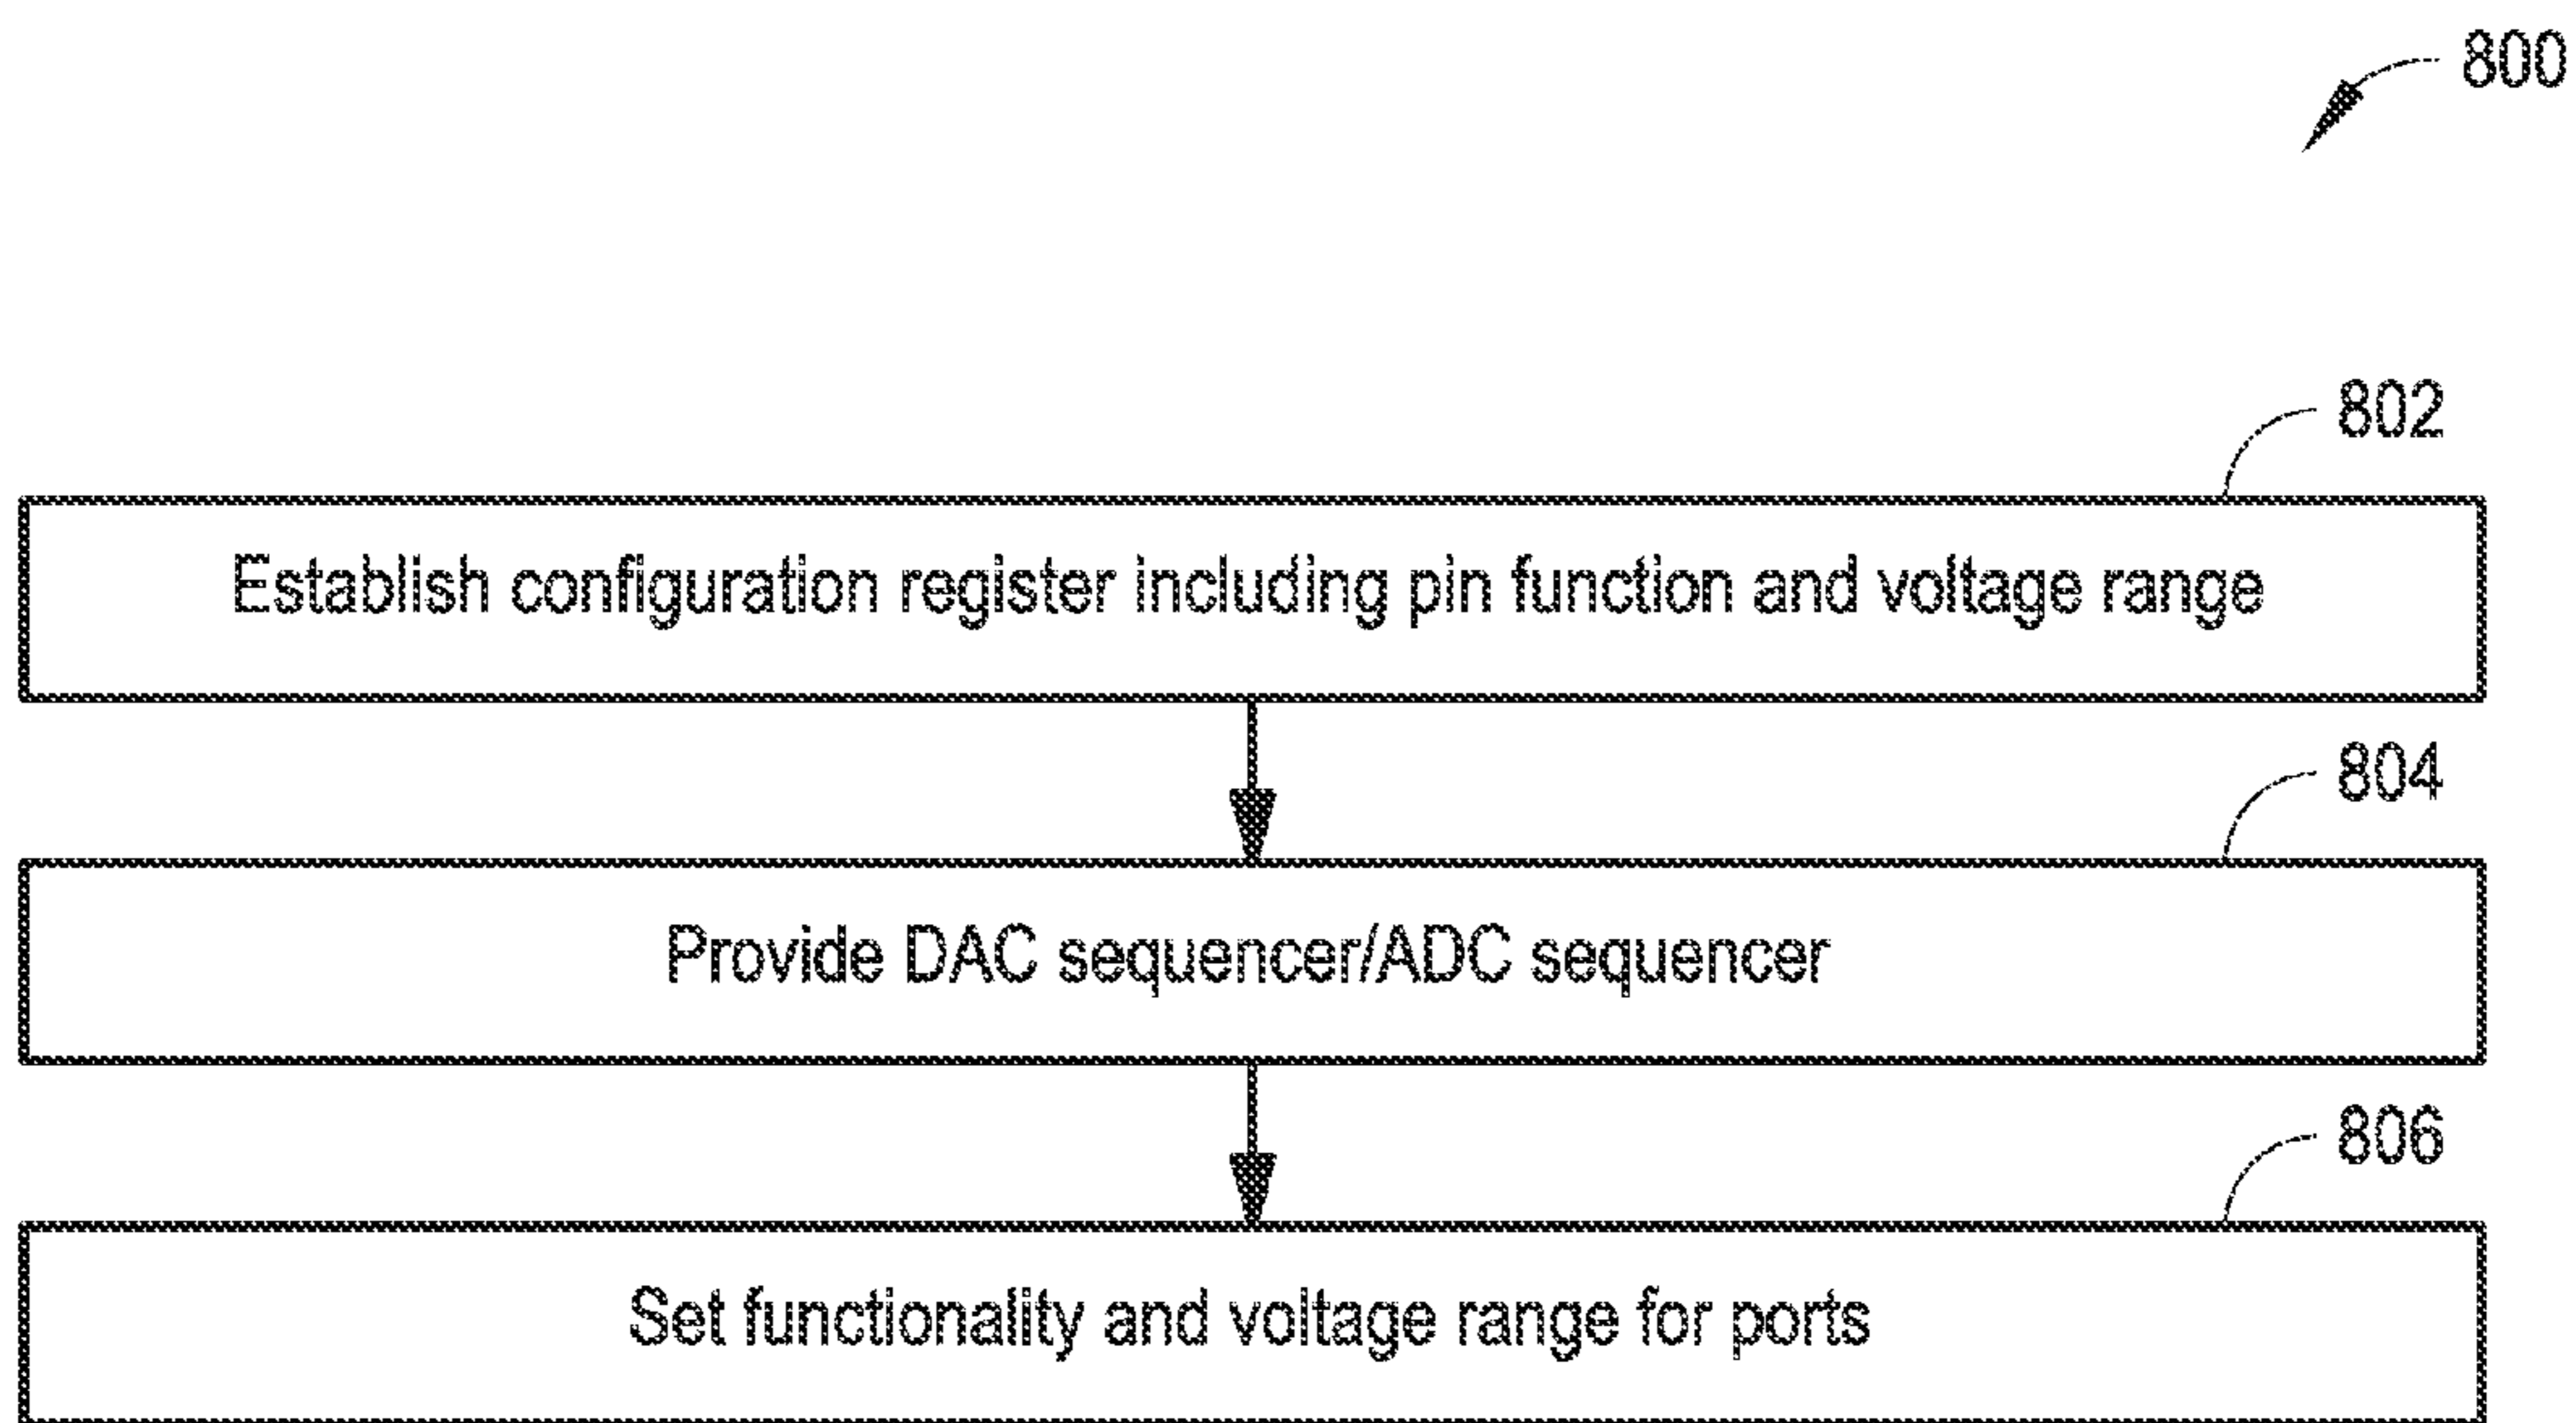 800
802
Establish configuration register including pin function and voltage range
804
Provide DAC sequencer/ADC sequencer
806
Set functionality and voltage range for ports